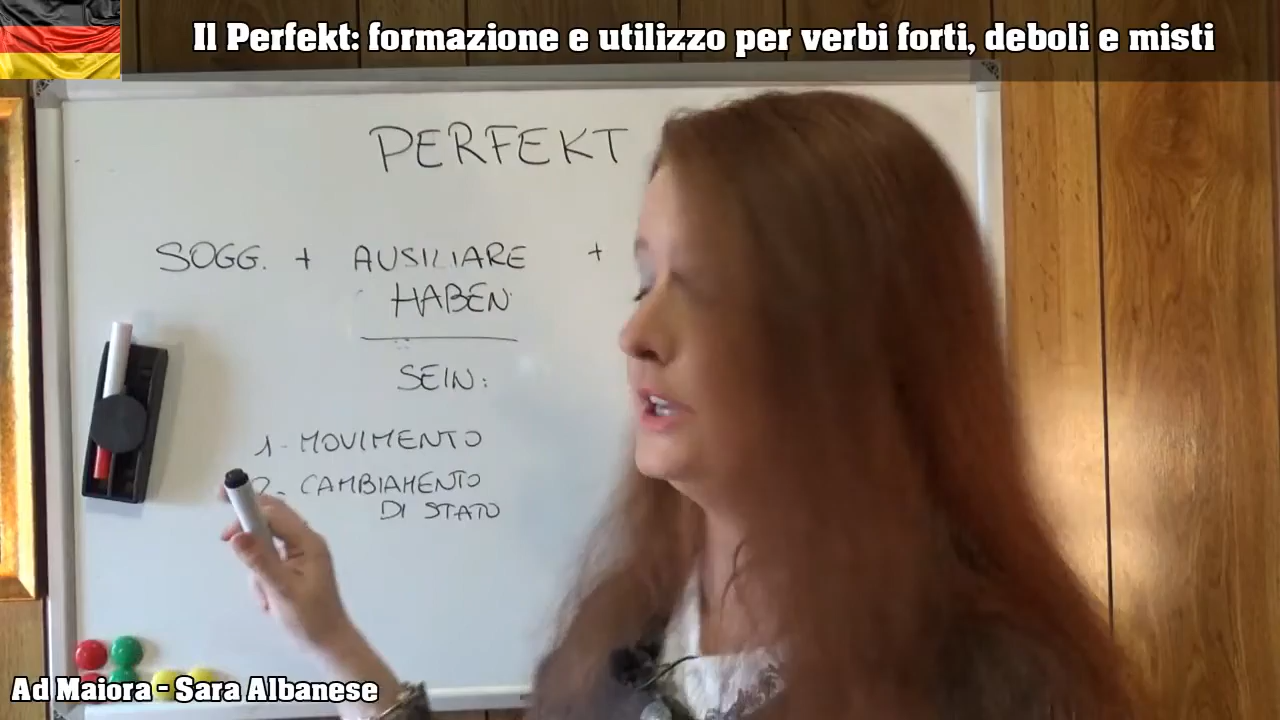 Il Perfekt: formazione e utilizzo per verbi forti, deboli e misti
PERFEKT
SOGG. + AUSILIARE +
HABEN
SEIN:
1- MOVIMENTO
2- CAMBIAMENTO
DI STATO
Ad Maiora - Sara Albanese